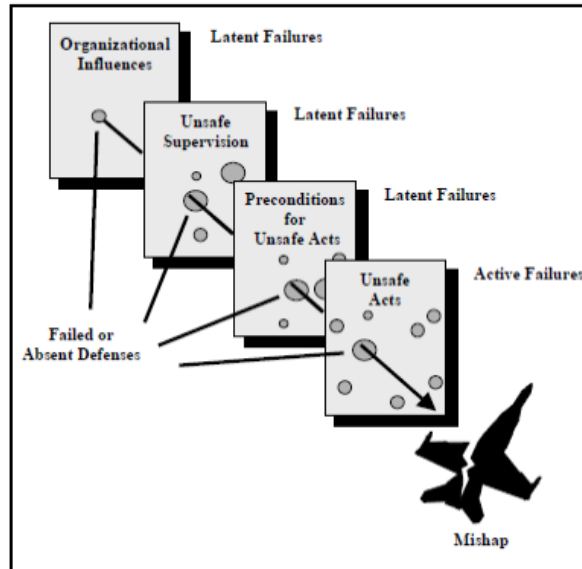 Organizational
Influences
Latent Failures
Unsafe
Supervision
Latent Failures
Preconditions
for
Unsafe Acts
Latent Failures
Unsafe
Acts
Active Failures
Failed or
Absent Defenses
Mishap